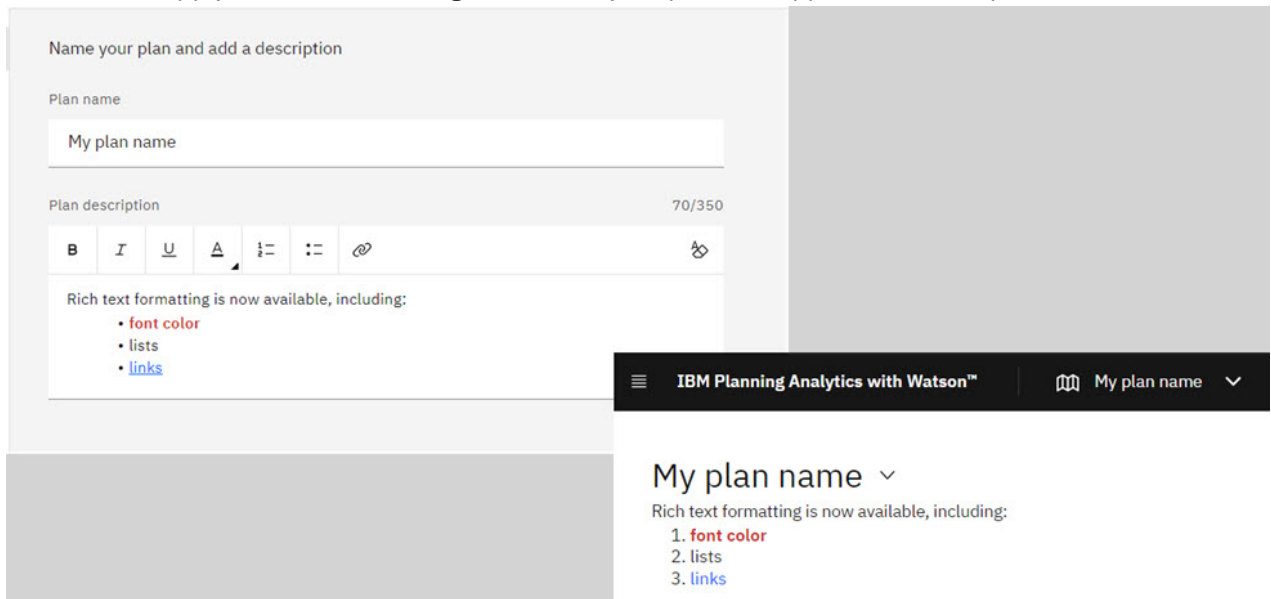 Name your plan and add a description
Plan name
My plan name
Plan description 70/350
B I U A
Rich text formatting is now available, including:
• font color
• lists
• links
IBM Planning Analytics with Watson™ My plan name
My plan name
Rich text formatting is now available, including:
1. font color
2. lists
3. links